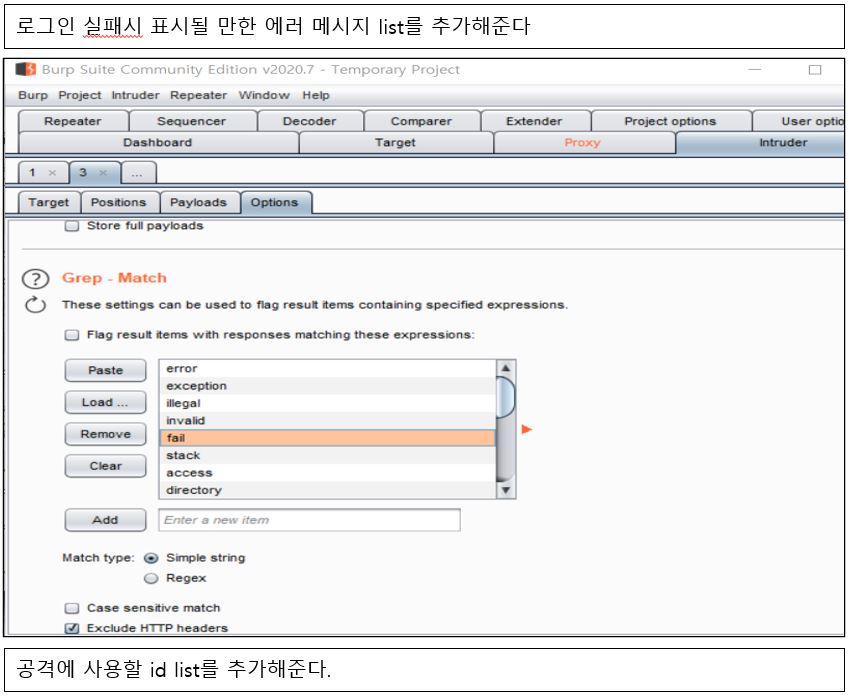 로그인 실패시 표시될 만한 에러 메시지 list를 추가해준다
Burp Suite Community Edition v2020.7 - Temporary Project
Burp Project Intruder Repeater Window Help
Repeater Sequencer Decoder Comparer Extender Project options User optio
Dashboard Target Proxy Intruder
1 × 3 × ...
Target Positions Payloads Options
Store full payloads
? Grep - Match
These settings can be used to flag result items containing specified expressions.
Flag result items with responses matching these expressions:
Paste error
exception
Load ... illegal
invalid
Remove fail
stack
Clear access
directory
Add Enter a new item
Match type: Simple string
Regex
Case sensitive match
Exclude HTTP headers
공격에 사용할 id list를 추가해준다.